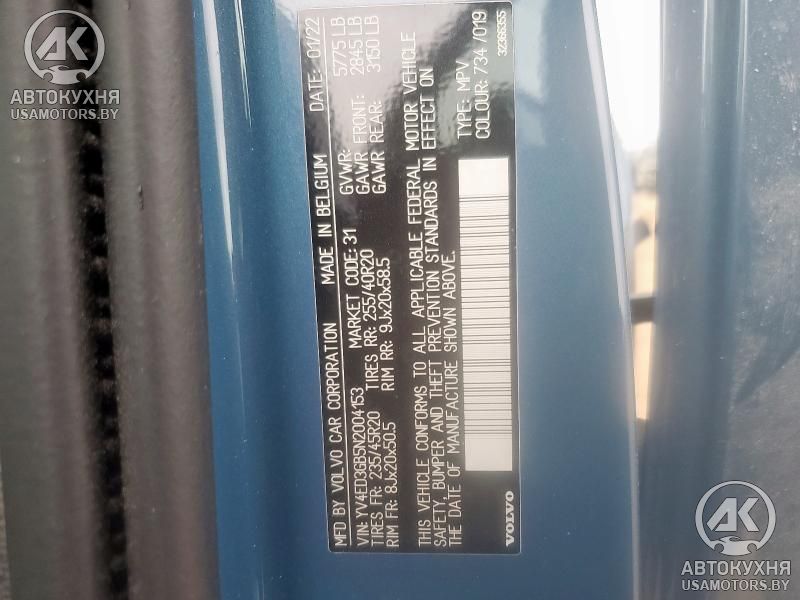 MFD BY VOLVO CAR CORPORATION MADE IN BELGIUM DATE: 01/22
VIN: YV4ED3GB5N2004153 MARKET CODE: 31 GVWR: 5775 LB
TIRES FR: 235/45R20 TIRES RR: 255/40R20 GAWR FRONT: 2845 LB
RIM FR: 8Jx20x50.5 RIM RR: 9Jx20x58.5 GAWR REAR: 3150 LB
THIS VEHICLE CONFORMS TO ALL APPLICABLE FEDERAL MOTOR VEHICLE
SAFETY, BUMPER AND THEFT PREVENTION STANDARDS IN EFFECT ON
THE DATE OF MANUFACTURE SHOWN ABOVE.
TYPE: MPV
COLOUR: 734 /019
VOLVO
32366355
AK
АВТОКУХНЯ
USAMOTORS.BY
AK
АВТОКУХНЯ
USAMOTORS.BY